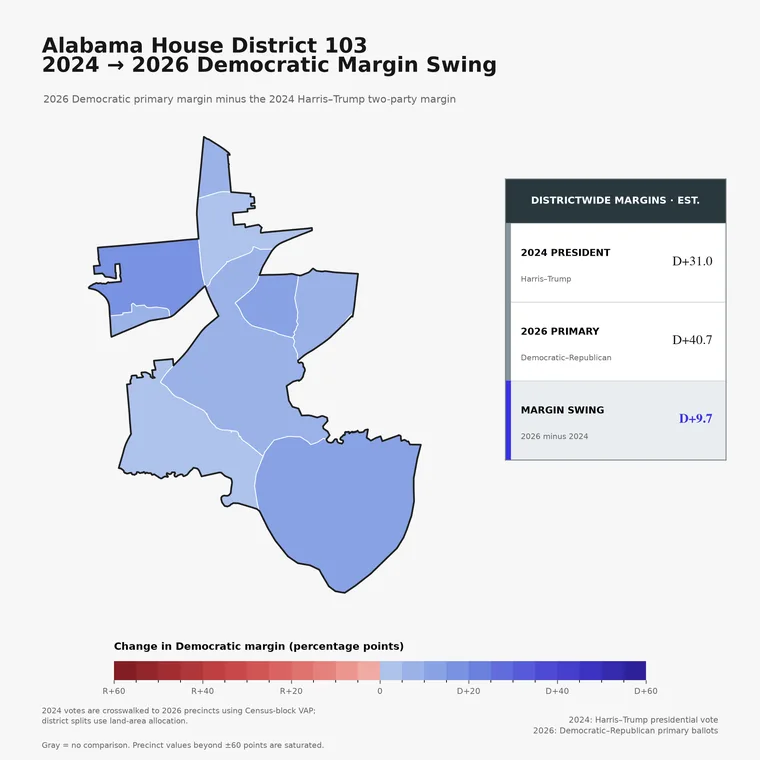 Alabama House District 103
2024 → 2026 Democratic Margin Swing
2026 Democratic primary margin minus the 2024 Harris–Trump two-party margin
DISTRICTWIDE MARGINS · EST.
2024 PRESIDENT
D+31.0
Harris–Trump
2026 PRIMARY
D+40.7
Democratic–Republican
MARGIN SWING
D+9.7
2026 minus 2024
Change in Democratic margin (percentage points)
R+60 R+40 R+20 0 D+20 D+40 D+60
2024 votes are crosswalked to 2026 precincts using Census-block VAP;
district splits use land-area allocation.
2024: Harris–Trump presidential vote
2026: Democratic–Republican primary ballots
Gray = no comparison. Precinct values beyond ±60 points are saturated.